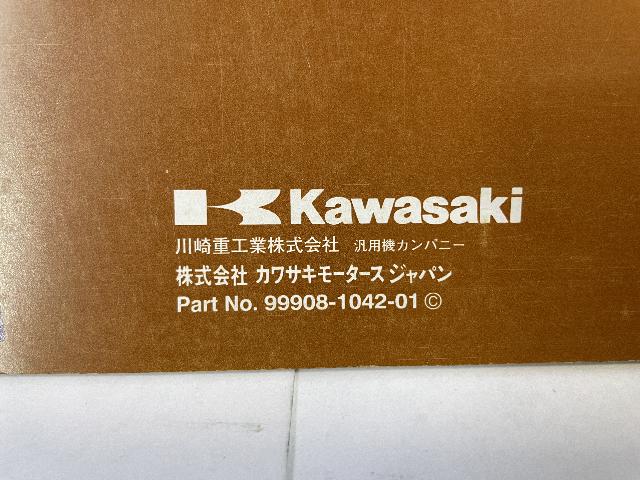 Kawasaki
川崎重工業株式会社 汎用機カンパニー
株式会社 カワサキモータースジャパン
Part No. 99908-1042-01 ©